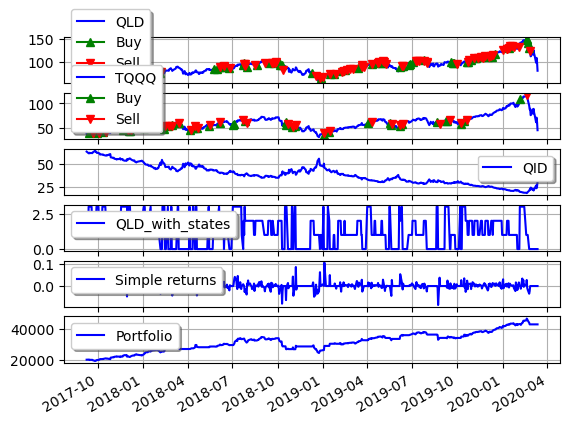 QLD
Buy
Sell
150
100
TQQQ
Buy
Sell
100
50
QID
50
25
QLD_with_states
2.5
0.0
Simple returns
0.1
0.0
Portfolio
40000
20000
2017-10 2018-01 2018-04 2018-07 2018-10 2019-01 2019-04 2019-07 2019-10 2020-01 2020-04